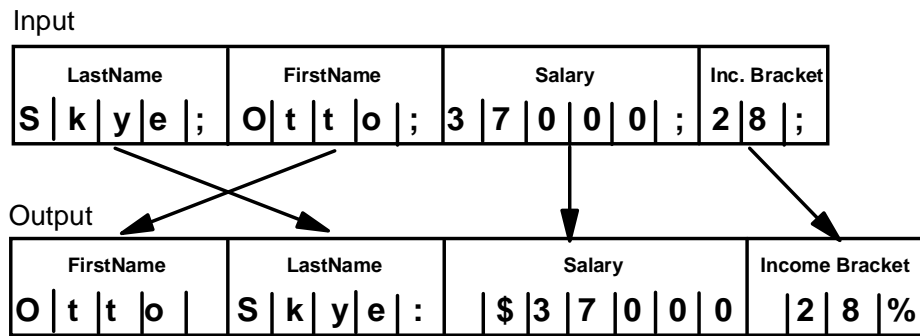 Input
LastName FirstName Salary Inc. Bracket
S|k|y|e|; O|t|t|o|; 3|7|0|0|0|; 2|8|;
Output
FirstName LastName Salary Income Bracket
O|t|t|o| S|k|y|e|: |$|3|7|0|0|0 |2|8|%